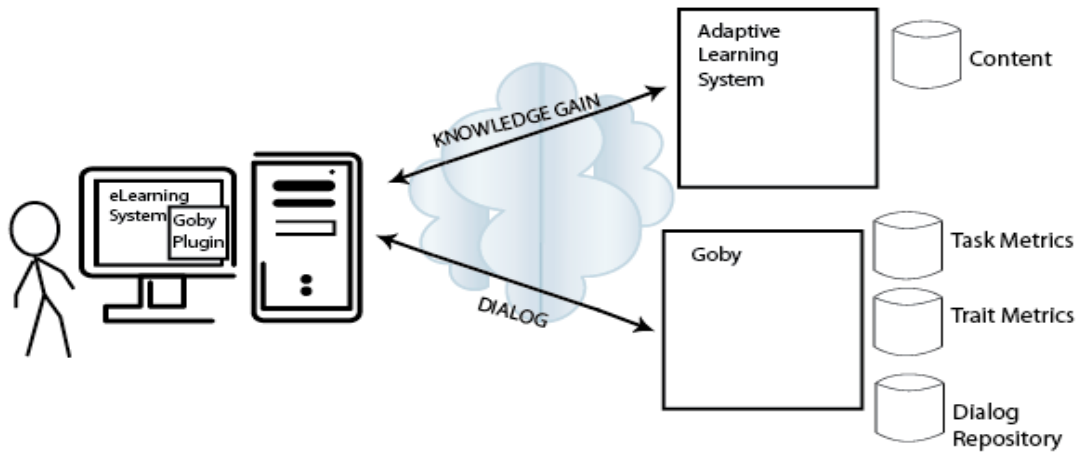 eLearning
System
Goby
Plugin
KNOWLEDGE GAIN
DIALOG
Adaptive
Learning
System
Content
Goby
Task Metrics
Trait Metrics
Dialog
Repository